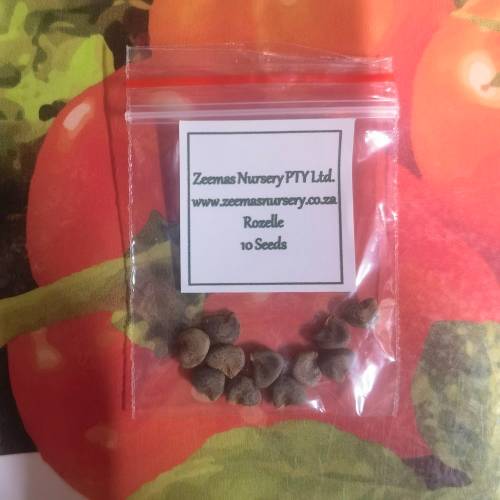 Zeemas Nursery PTY Ltd.
www.zeemasnursery.co.za
Rozelle
10 Seeds